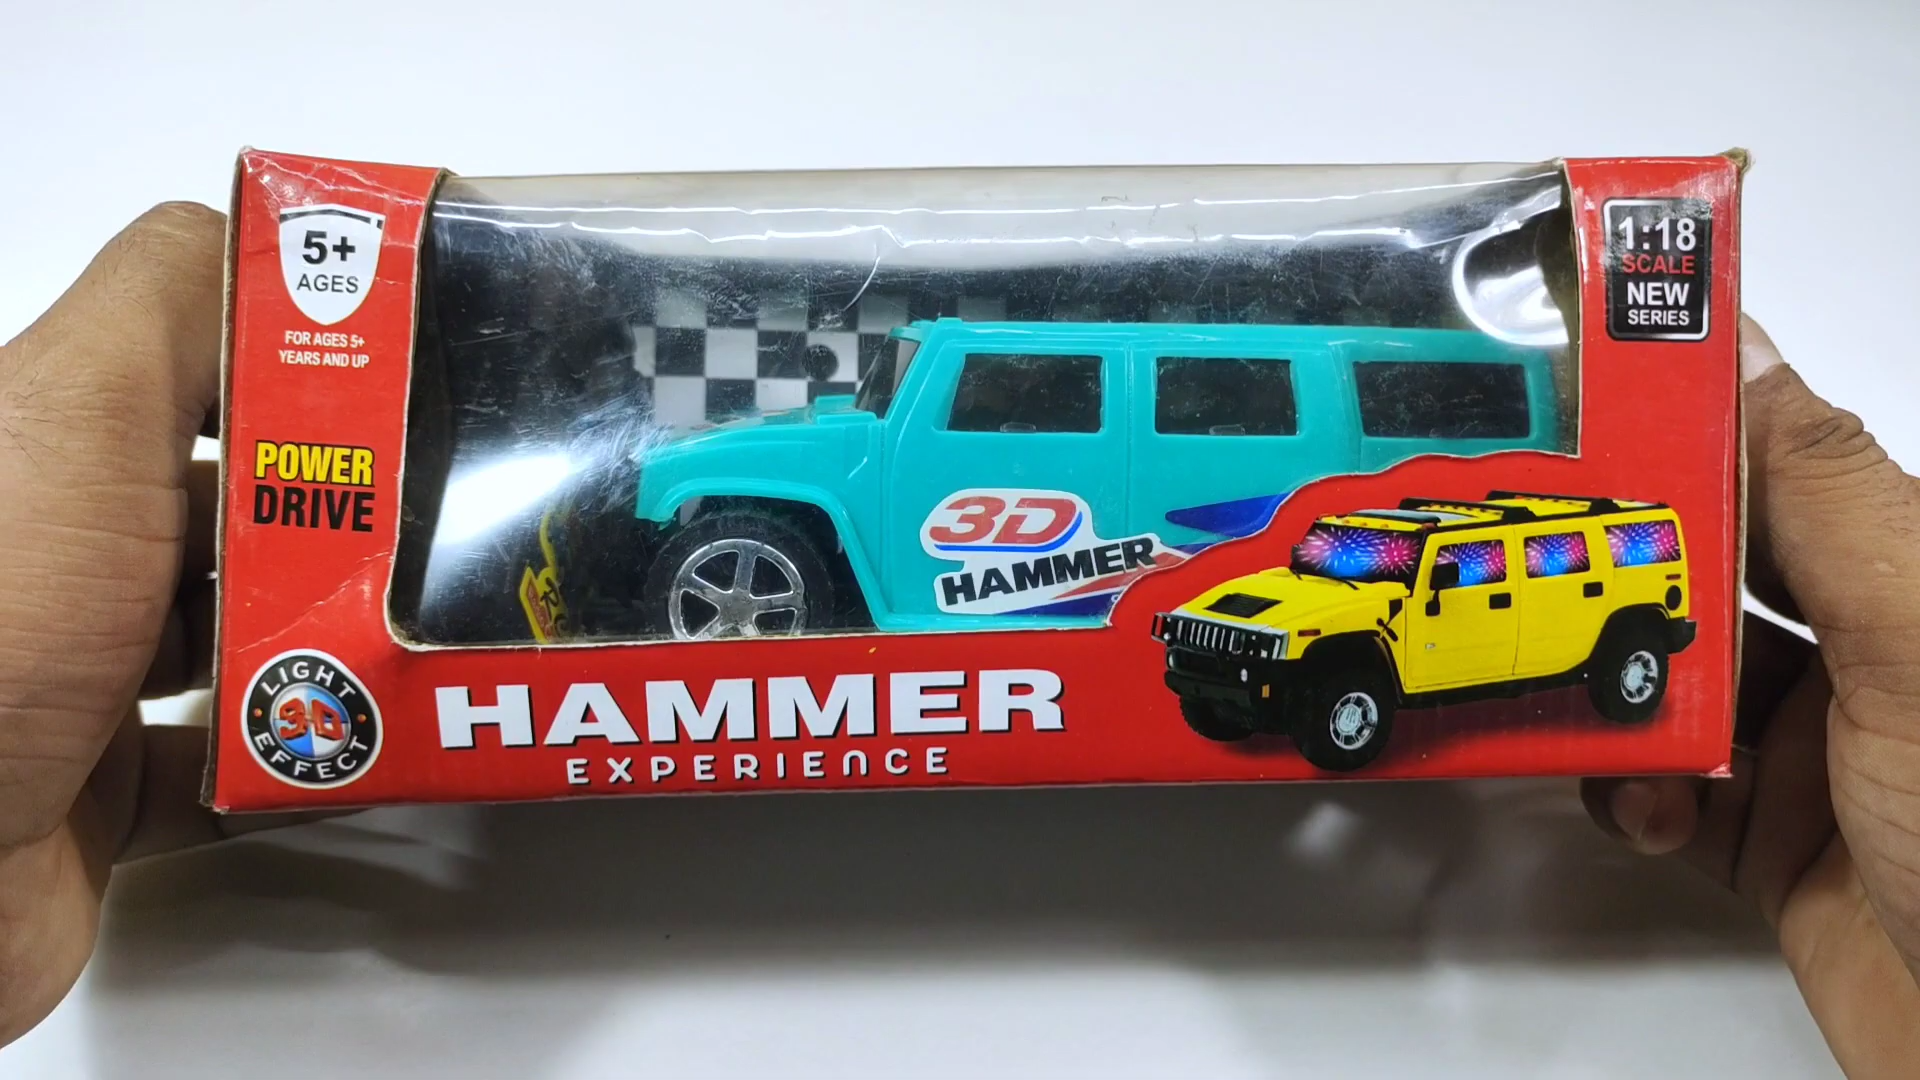 5+
AGES
FOR AGES 5+
YEARS AND UP
POWER
DRIVE
LIGHT
3-D
EFFECT
1:18
SCALE
NEW
SERIES
3D
HAMMER
HAMMER
EXPERIENCE